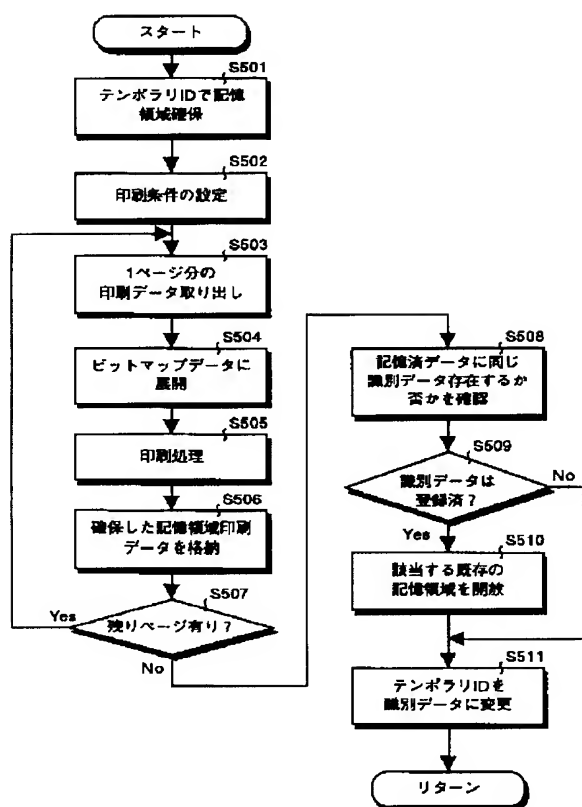 スタート
S501
テンポラリIDで記憶
領域確保
S502
印刷条件の設定
S503
1ページ分の
印刷データ取り出し
S504
ビットマップデータに
展開
S505
印刷処理
S506
確保した記憶領域印刷
データを格納
S507
Yes
残りページ有り？
No
S508
記憶済データに同じ
識別データ存在するか
否かを確認
S509
No
識別データは
登録済？
Yes
S510
該当する既存の
記憶領域を開放
S511
テンポラリIDを
識別データに変更
リターン